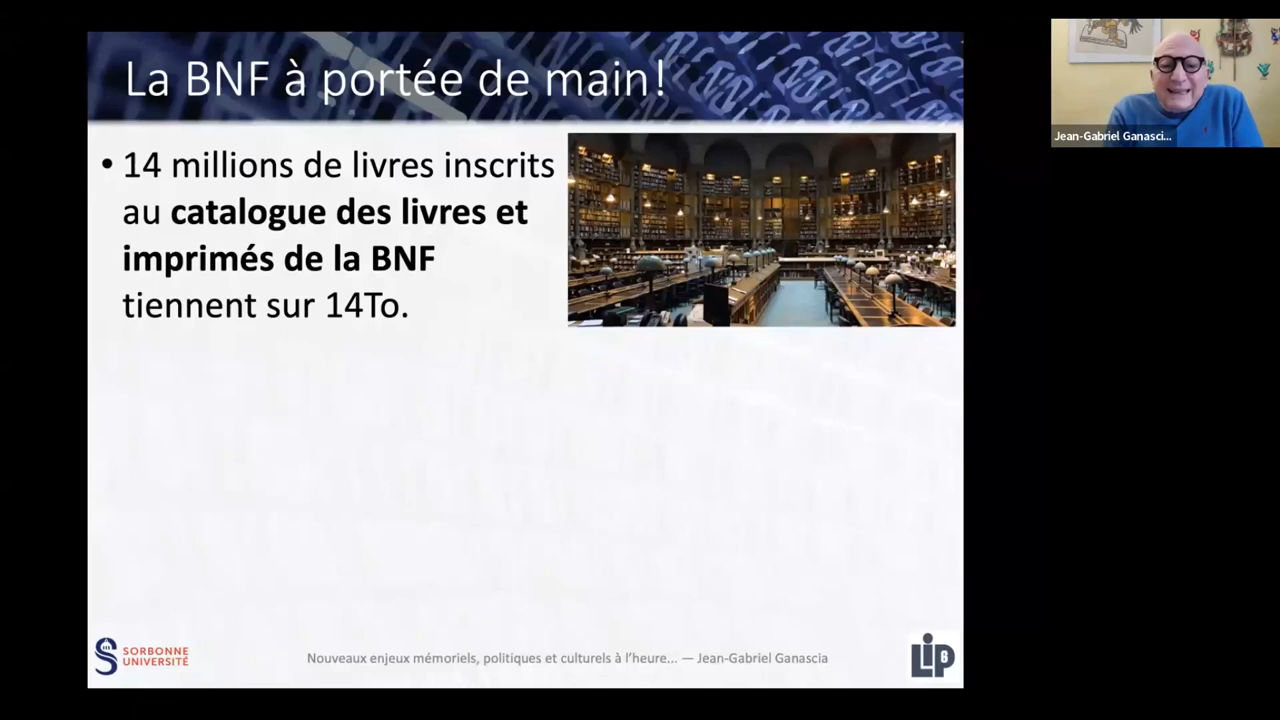 La BNF à portée de main!
• 14 millions de livres inscrits
au catalogue des livres et
imprimés de la BNF
tiennent sur 14To.
Jean-Gabriel Ganasci...
SORBONNE
UNIVERSITÉ
Nouveaux enjeux mémoriels, politiques et culturels à l'heure... — Jean-Gabriel Ganascia
LIP6